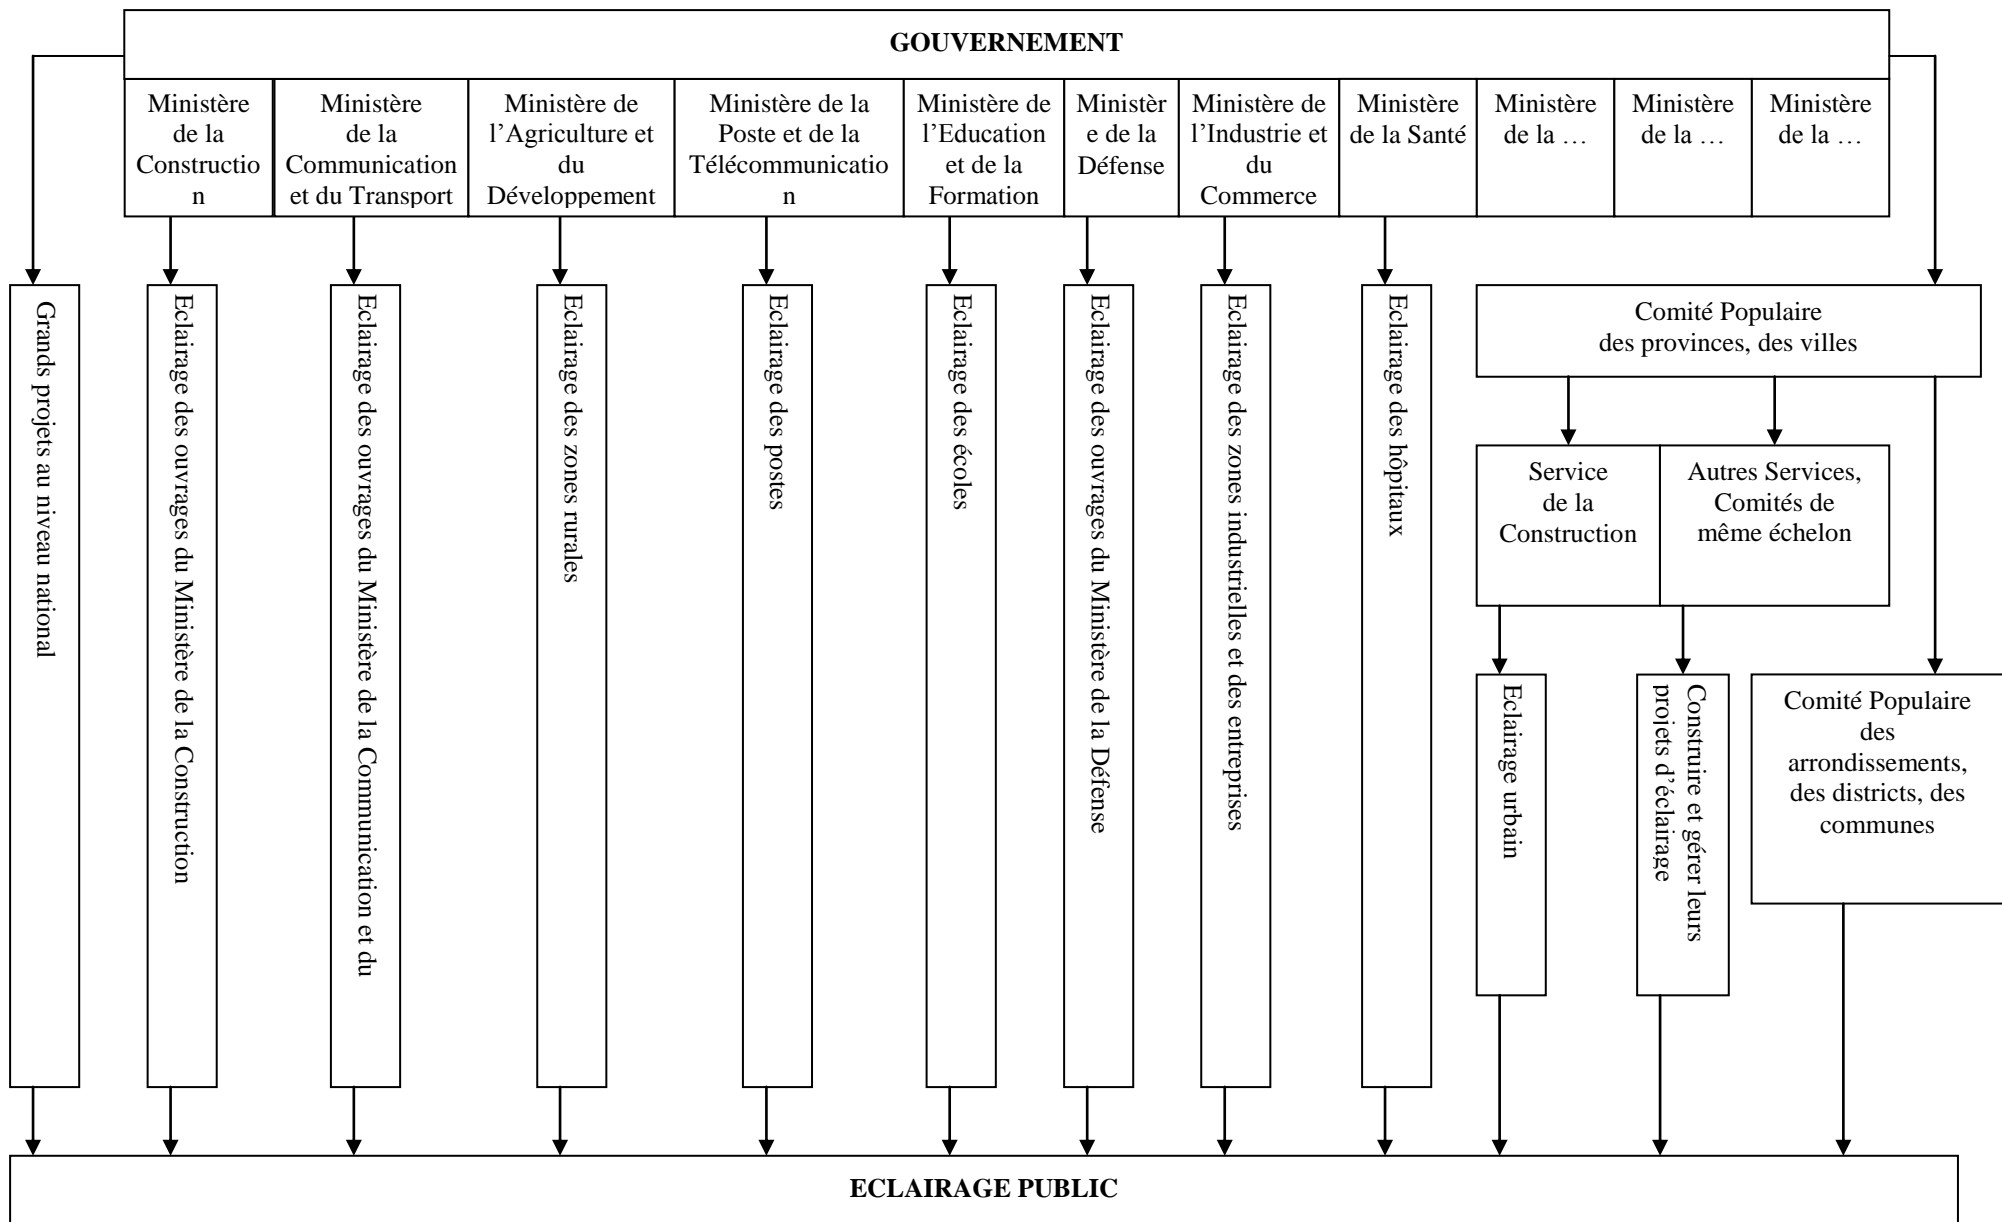 GOUVERNEMENT
Ministère
de la
Constructio
n
Ministère
de la
Communication
et du Transport
Ministère de
l’Agriculture et
du
Développement
Ministère de la
Poste et de la
Télécommunicatio
n
Ministère de
l’Education
et de la
Formation
Ministèr
e de la
Défense
Ministère de
l’Industrie et
du
Commerce
Ministère
de la Santé
Ministère
de la …
Ministère
de la …
Ministère
de la …
Grands projets au niveau national
Eclairage des ouvrages du Ministère de la Construction
Eclairage des ouvrages du Ministère de la Communication et du
Eclairage des zones rurales
Eclairage des postes
Eclairage des écoles
Eclairage des ouvrages du Ministère de la Défense
Eclairage des zones industrielles et des entreprises
Eclairage des hôpitaux
Comité Populaire
des provinces, des villes
Service
de la
Construction
Autres Services,
Comités de
même échelon
Eclairage urbain
Construire et gérer leurs
projets d’éclairage
Comité Populaire
des
arrondissements,
des districts, des
communes
ECLAIRAGE PUBLIC